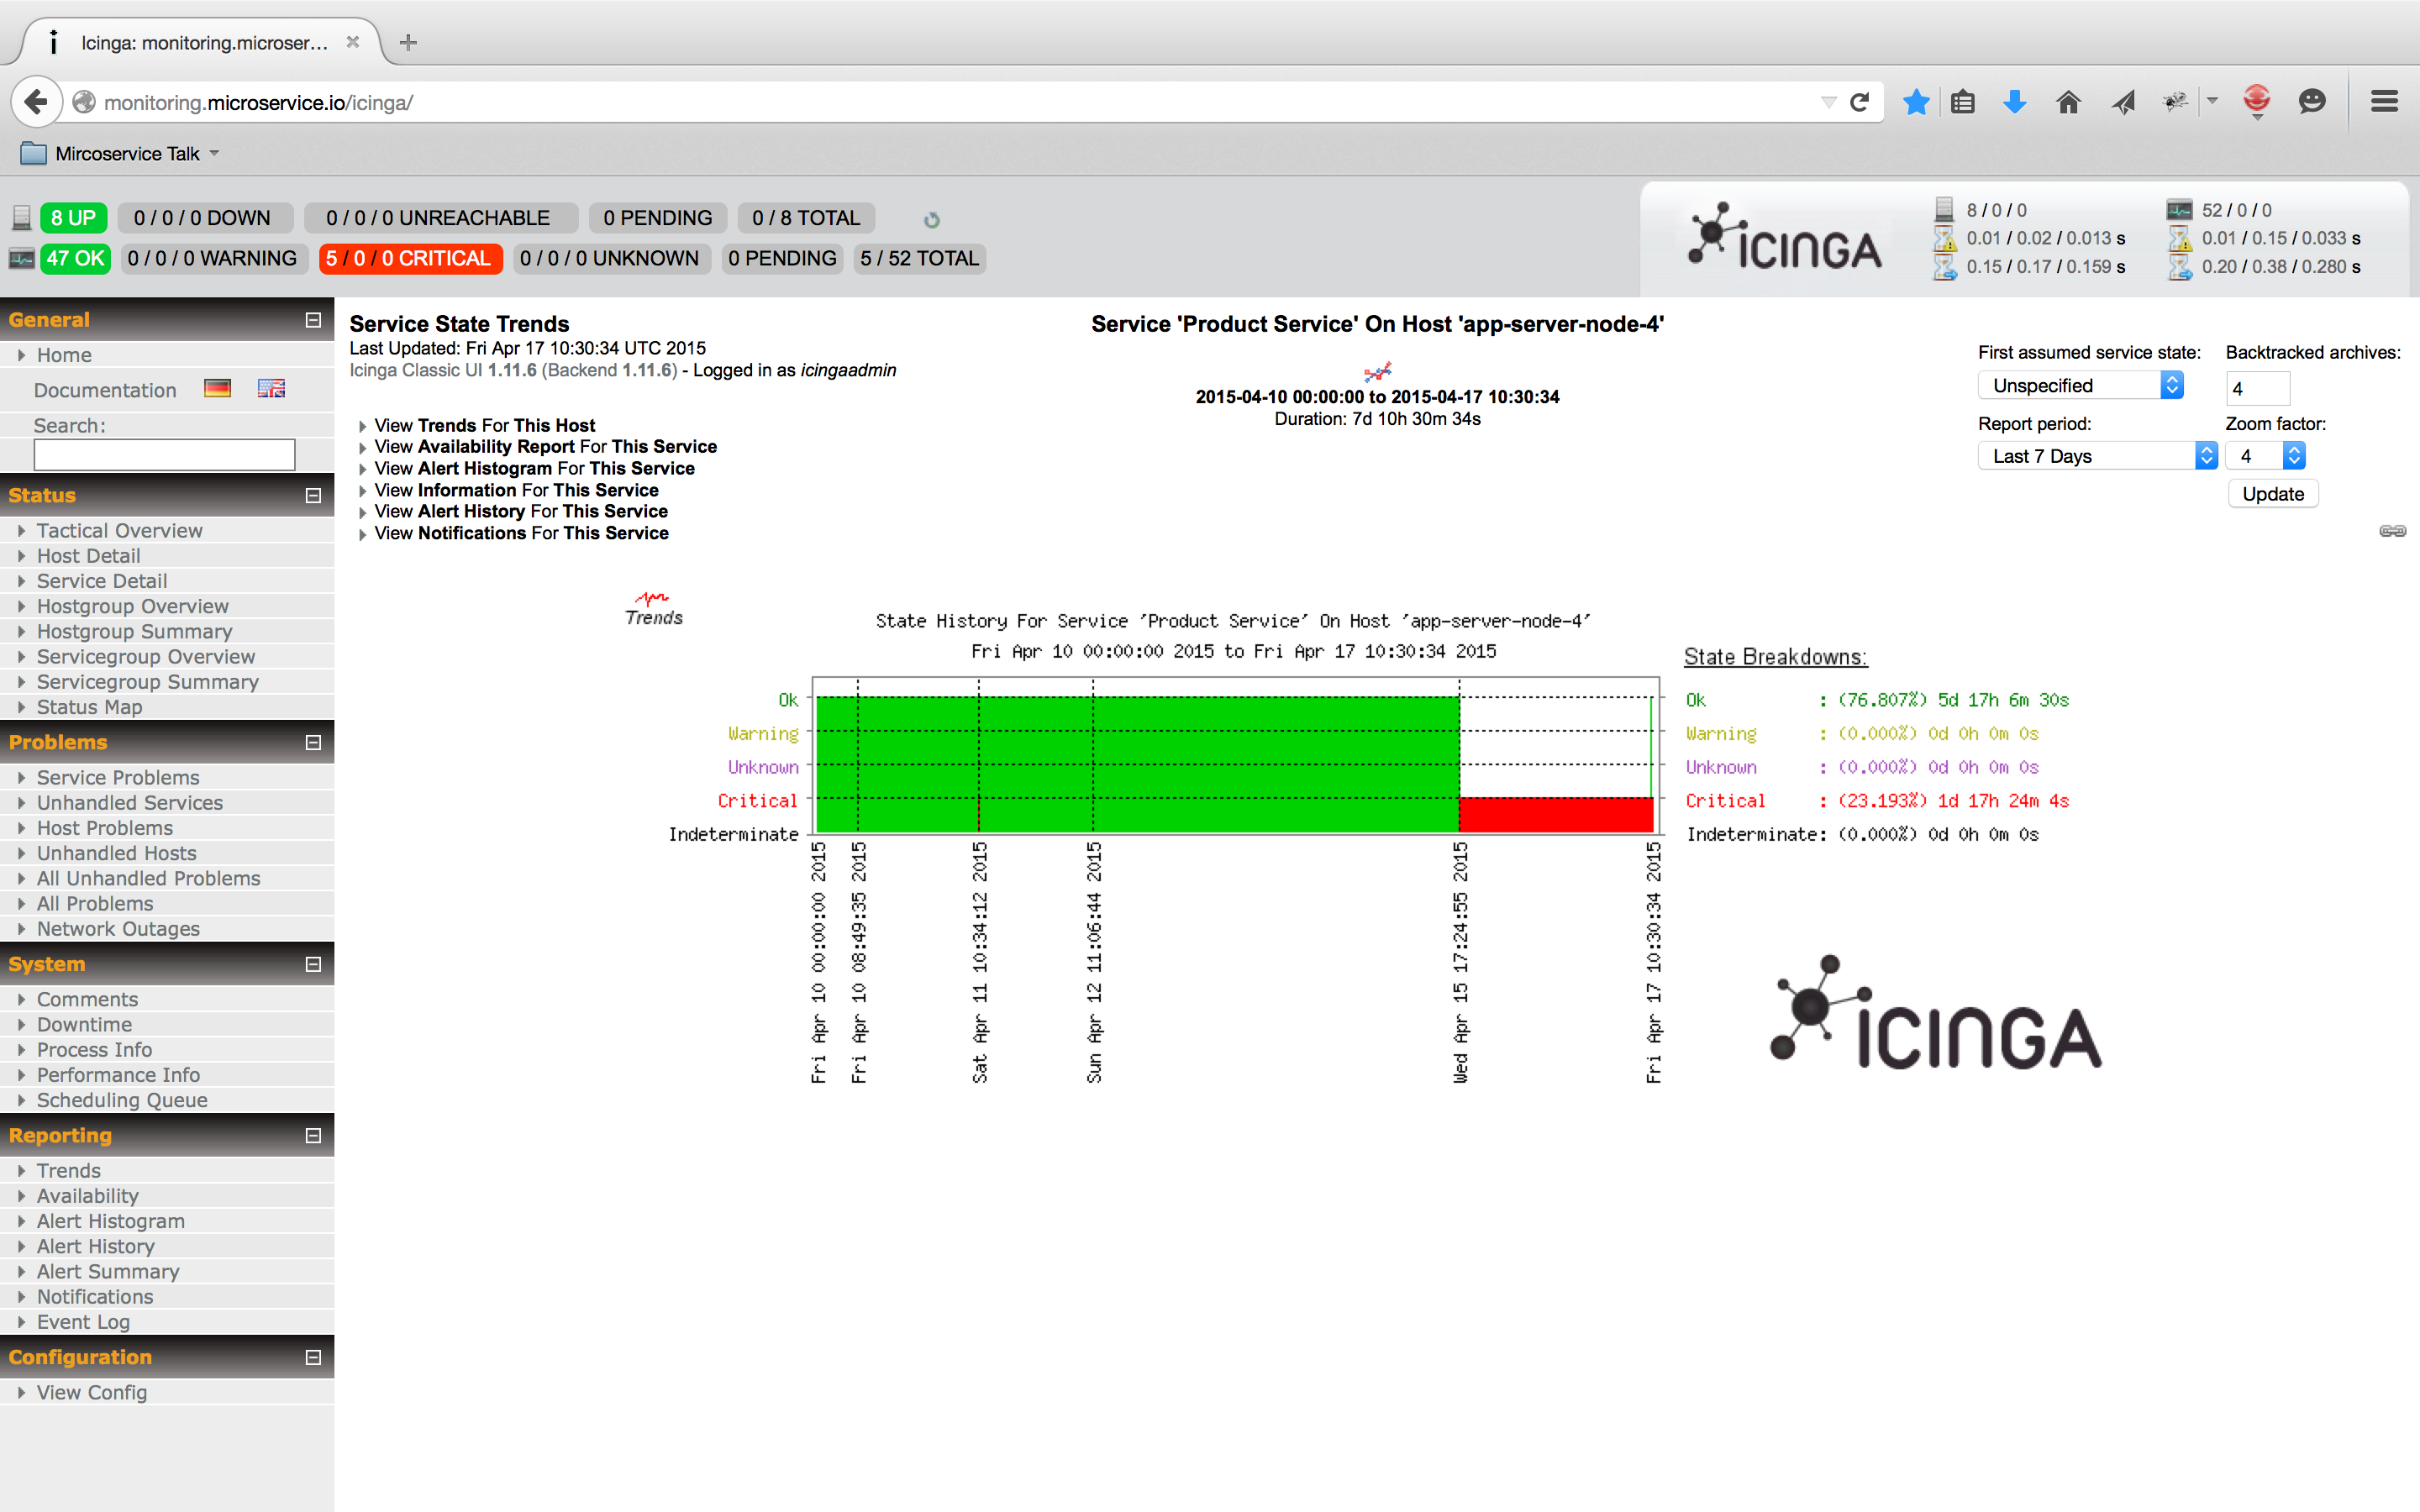 Icinga: monitoring.microser...
monitoring.microservice.io/icinga/
Mircoservice Talk
8 UP 0 / 0 / 0 DOWN 0 / 0 / 0 UNREACHABLE 0 PENDING 0 / 8 TOTAL
47 OK 0 / 0 / 0 WARNING 5 / 0 / 0 CRITICAL 0 / 0 / 0 UNKNOWN 0 PENDING 5 / 52 TOTAL
ICINGA
8 / 0 / 0 52 / 0 / 0
0.01 / 0.02 / 0.013 s 0.01 / 0.15 / 0.033 s
0.15 / 0.17 / 0.159 s 0.20 / 0.38 / 0.280 s
General
Home
Documentation
Search:
Status
Tactical Overview
Host Detail
Service Detail
Hostgroup Overview
Hostgroup Summary
Servicegroup Overview
Servicegroup Summary
Status Map
Problems
Service Problems
Unhandled Services
Host Problems
Unhandled Hosts
All Unhandled Problems
All Problems
Network Outages
System
Comments
Downtime
Process Info
Performance Info
Scheduling Queue
Reporting
Trends
Availability
Alert Histogram
Alert History
Alert Summary
Notifications
Event Log
Configuration
View Config
Service State Trends
Last Updated: Fri Apr 17 10:30:34 UTC 2015
Icinga Classic UI 1.11.6 (Backend 1.11.6) - Logged in as icingaadmin
View Trends For This Host
View Availability Report For This Service
View Alert Histogram For This Service
View Information For This Service
View Alert History For This Service
View Notifications For This Service
Service 'Product Service' On Host 'app-server-node-4'
2015-04-10 00:00:00 to 2015-04-17 10:30:34
Duration: 7d 10h 30m 34s
First assumed service state: Backtracked archives:
Unspecified 4
Report period: Zoom factor:
Last 7 Days 4
Update
Trends
State History For Service 'Product Service' On Host 'app-server-node-4'
Fri Apr 10 00:00:00 2015 to Fri Apr 17 10:30:34 2015
Ok
Warning
Unknown
Critical
Indeterminate
Fri Apr 10 00:00:00 2015
Fri Apr 10 08:49:35 2015
Sat Apr 11 10:34:12 2015
Sun Apr 12 11:06:44 2015
Wed Apr 15 17:24:55 2015
Fri Apr 17 10:30:34 2015
State Breakdowns:
Ok : (76.807%) 5d 17h 6m 30s
Warning : (0.000%) 0d 0h 0m 0s
Unknown : (0.000%) 0d 0h 0m 0s
Critical : (23.193%) 1d 17h 24m 4s
Indeterminate: (0.000%) 0d 0h 0m 0s
ICINGA